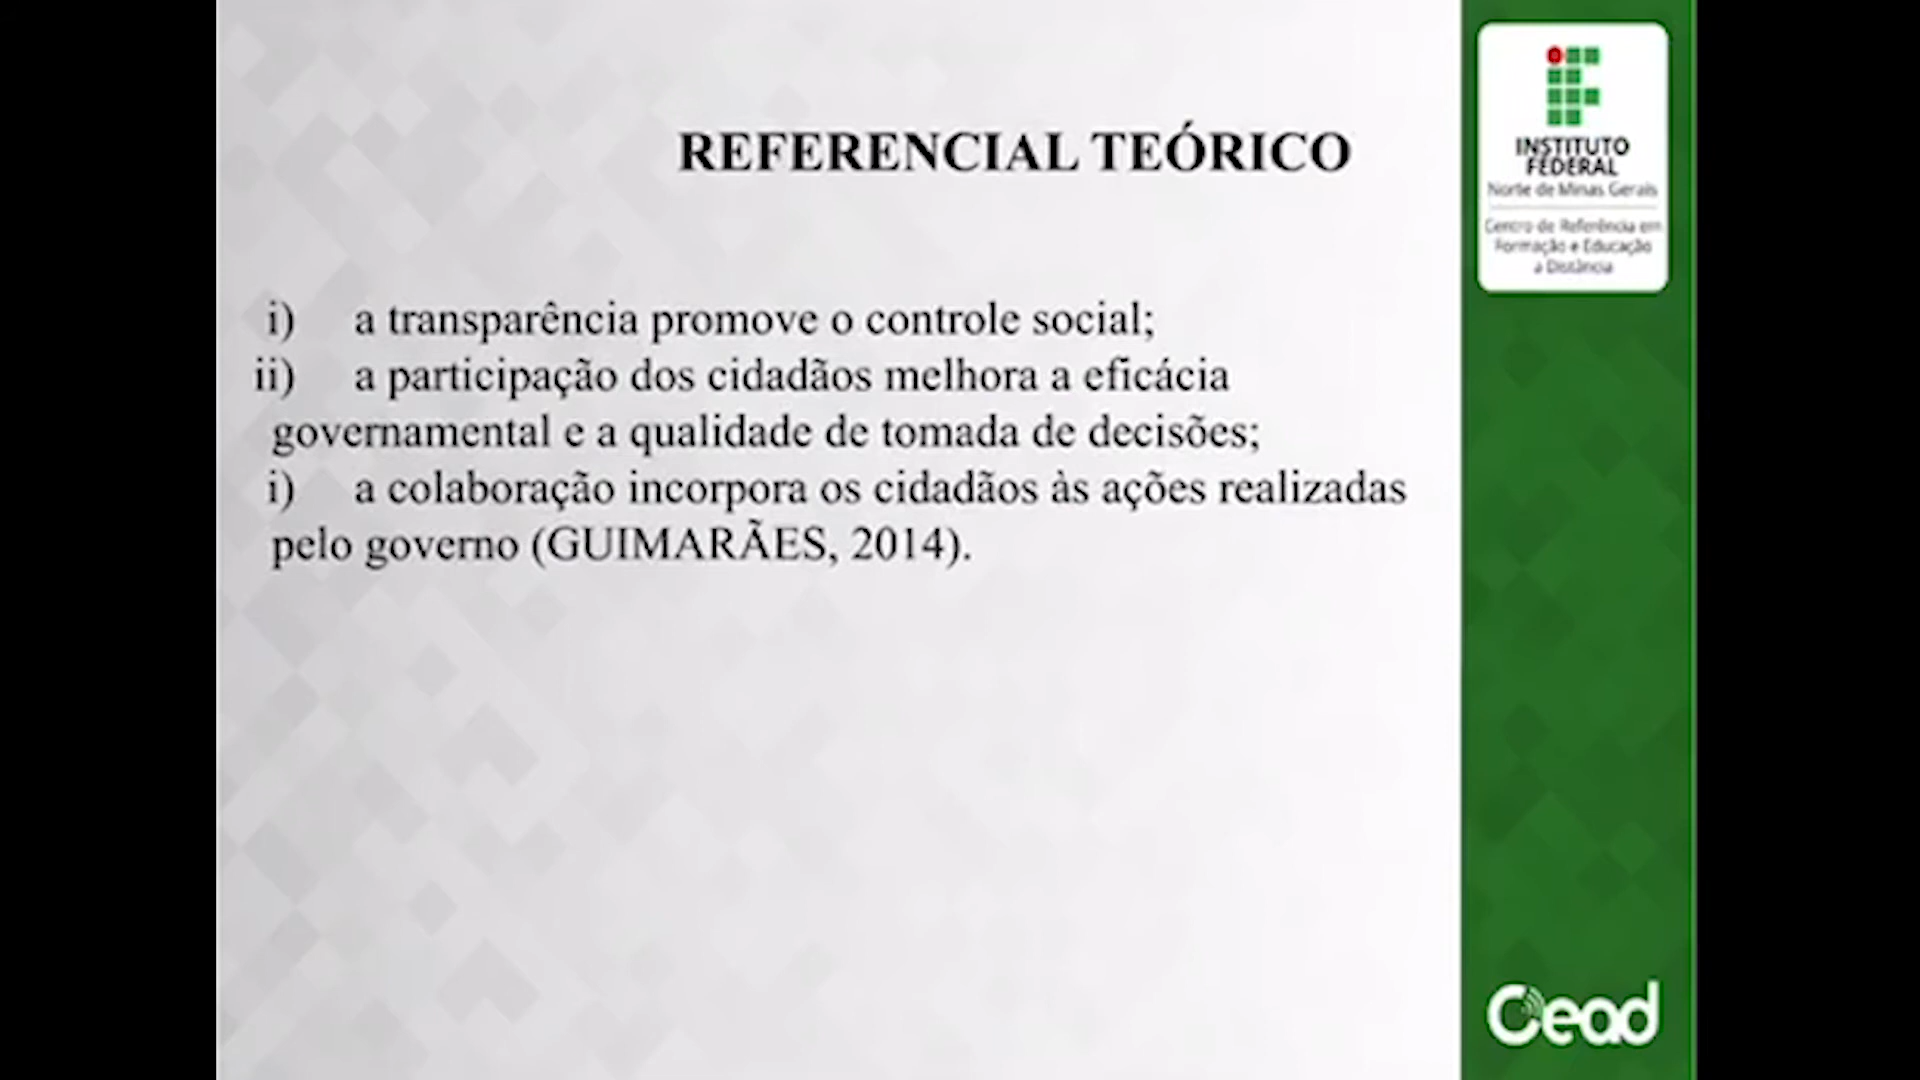 REFERENCIAL TEÓRICO
i) a transparência promove o controle social;
ii) a participação dos cidadãos melhora a eficácia
governamental e a qualidade de tomada de decisões;
i) a colaboração incorpora os cidadãos às ações realizadas
pelo governo (GUIMARÃES, 2014).
INSTITUTO
FEDERAL
Norte de Minas Gerais
Centro de Referência em
Formação e Educação
a Distância
Cead